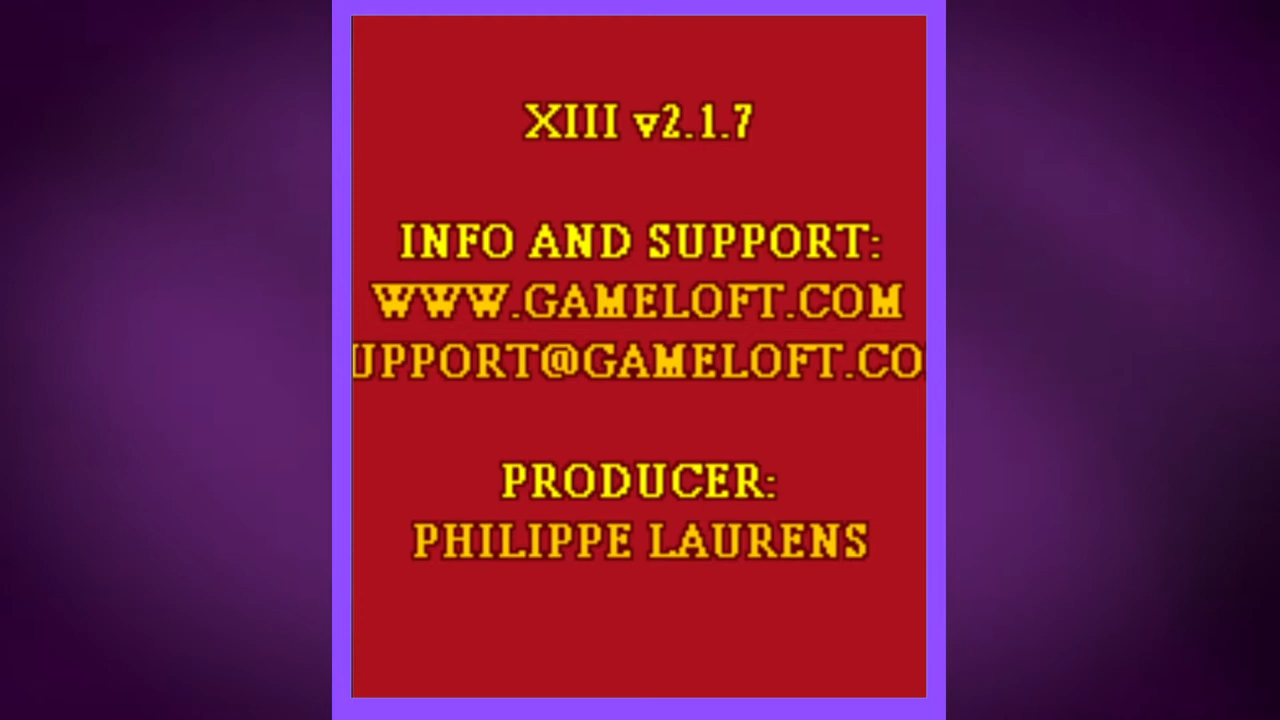 XIII v2.1.7
INFO AND SUPPORT:
WWW.GAMELOFT.COM
UPPORT@GAMELOFT.CO
PRODUCER:
PHILIPPE LAURENS